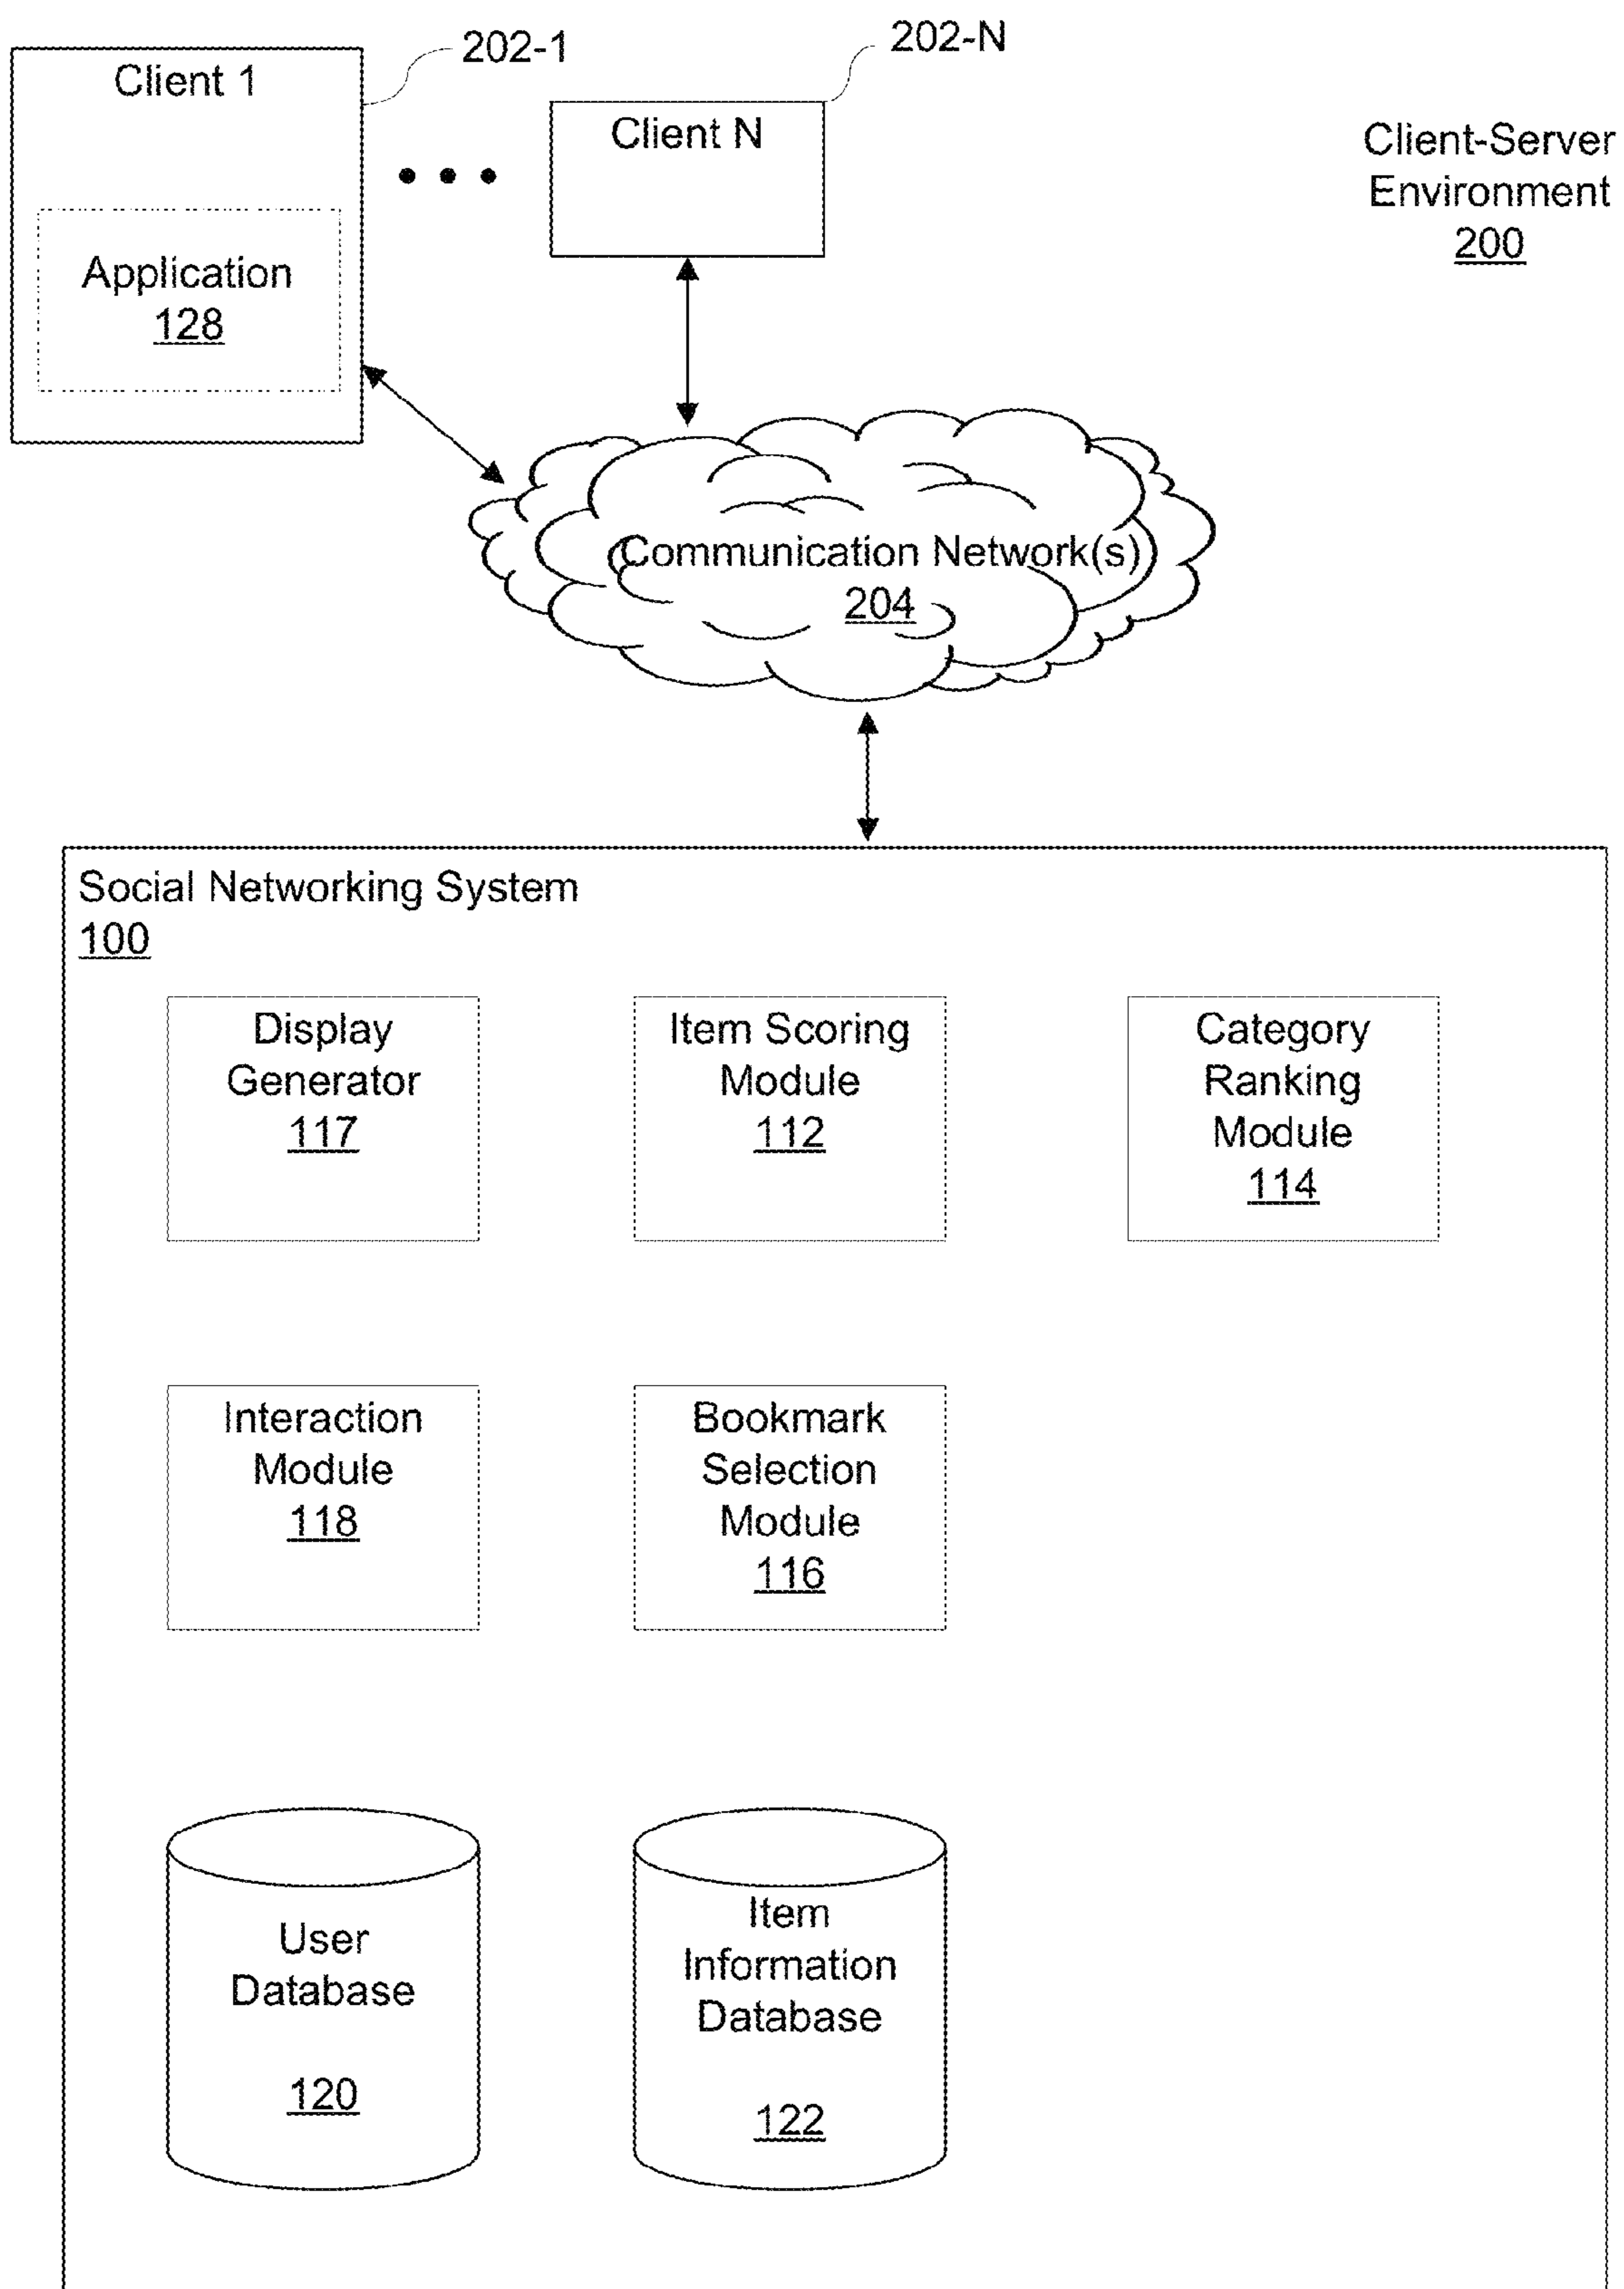 202-1
202-N
Client 1
Client N
Client-Server
Environment
200
Application
128
Communication Network(s)
204
Social Networking System
100
Display
Generator
117
Item Scoring
Module
112
Category
Ranking
Module
114
Interaction
Module
118
Bookmark
Selection
Module
116
User
Database
120
Item
Information
Database
122